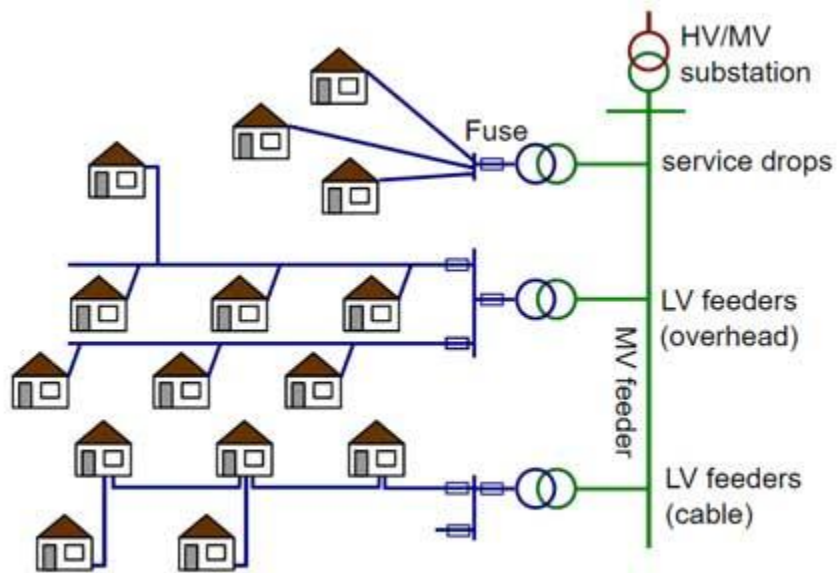 HV/MV
substation
Fuse
service drops
LV feeders
(overhead)
MV feeder
LV feeders
(cable)